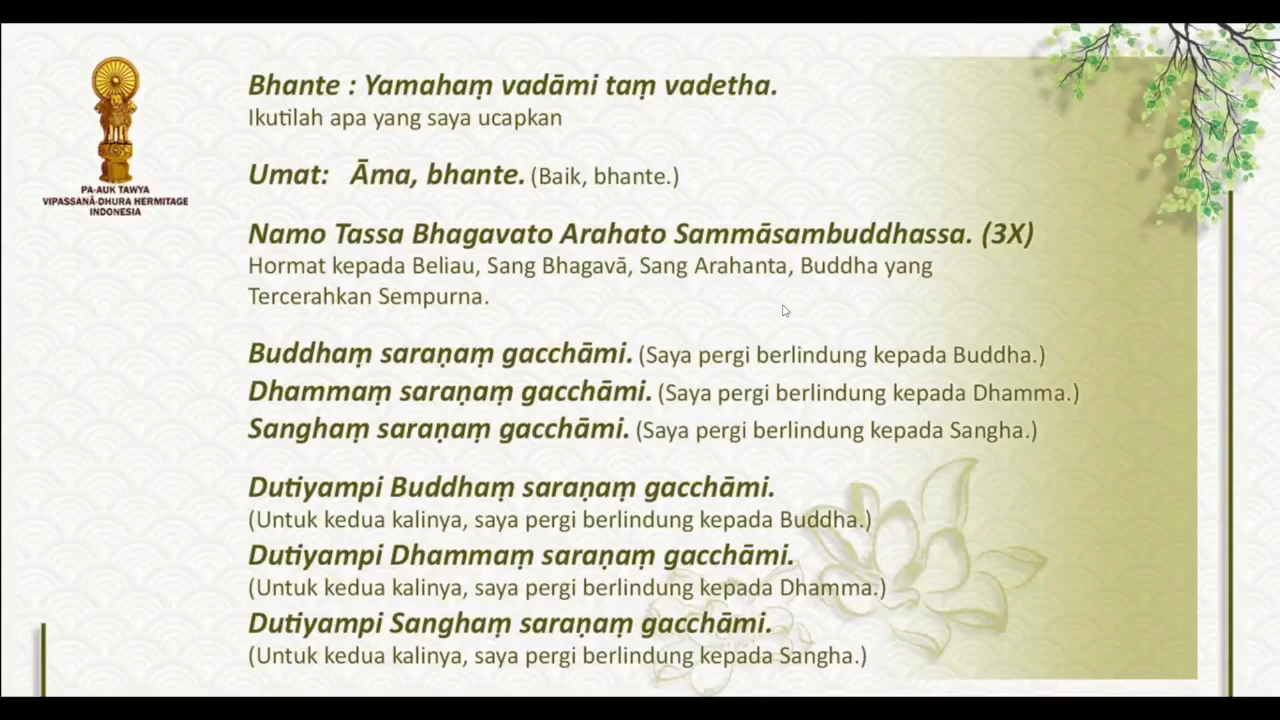 PA-AUK TAWYA
VIPASSANĀ-DHURA HERMITAGE
INDONESIA
Bhante : Yamahaṃ vadāmi taṃ vadetha.
Ikutilah apa yang saya ucapkan
Umat: Āma, bhante. (Baik, bhante.)
Namo Tassa Bhagavato Arahato Sammāsambuddhassa. (3X)
Hormat kepada Beliau, Sang Bhagavā, Sang Arahanta, Buddha yang
Tercerahkan Sempurna.
Buddhaṃ saraṇaṃ gacchāmi. (Saya pergi berlindung kepada Buddha.)
Dhammaṃ saraṇaṃ gacchāmi. (Saya pergi berlindung kepada Dhamma.)
Sanghaṃ saraṇaṃ gacchāmi. (Saya pergi berlindung kepada Sangha.)
Dutiyampi Buddhaṃ saraṇaṃ gacchāmi.
(Untuk kedua kalinya, saya pergi berlindung kepada Buddha.)
Dutiyampi Dhammaṃ saraṇaṃ gacchāmi.
(Untuk kedua kalinya, saya pergi berlindung kepada Dhamma.)
Dutiyampi Sanghaṃ saraṇaṃ gacchāmi.
(Untuk kedua kalinya, saya pergi berlindung kepada Sangha.)